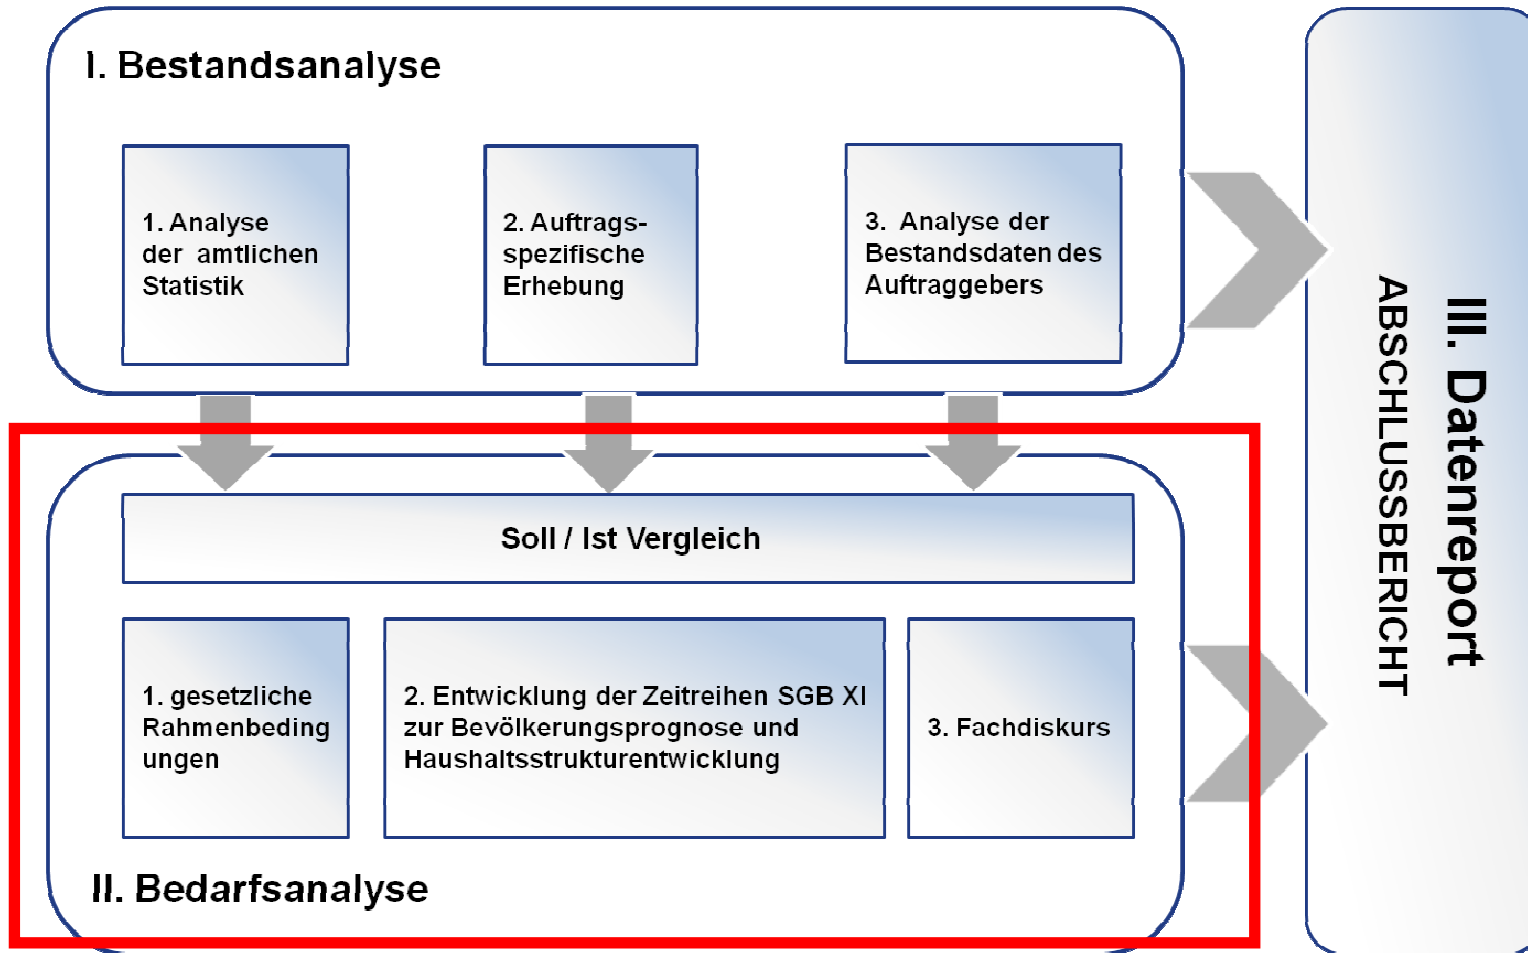 I. Bestandsanalyse
1. Analyse
der amtlichen
Statistik
2. Auftrags-
spezifische
Erhebung
3. Analyse der
Bestandsdaten des
Auftraggebers
Soll / Ist Vergleich
1. gesetzliche
Rahmenbeding
ungen
2. Entwicklung der Zeitreihen SGB XI
zur Bevölkerungsprognose und
Haushaltsstrukturentwicklung
3. Fachdiskurs
II. Bedarfsanalyse
III. Datenreport
ABSCHLUSSBERICHT